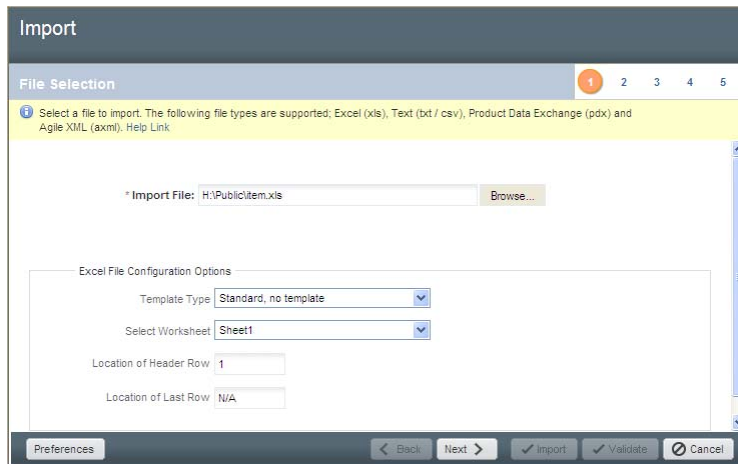 Import
File Selection
1 2 3 4 5
Select a file to import. The following file types are supported; Excel (xls), Text (txt / csv), Product Data Exchange (pdx) and
Agile XML (axml). Help Link
* Import File: H:\Public\item.xls Browse...
Excel File Configuration Options
Template Type Standard, no template
Select Worksheet Sheet1
Location of Header Row 1
Location of Last Row N/A
Preferences Back Next Import Validate Cancel